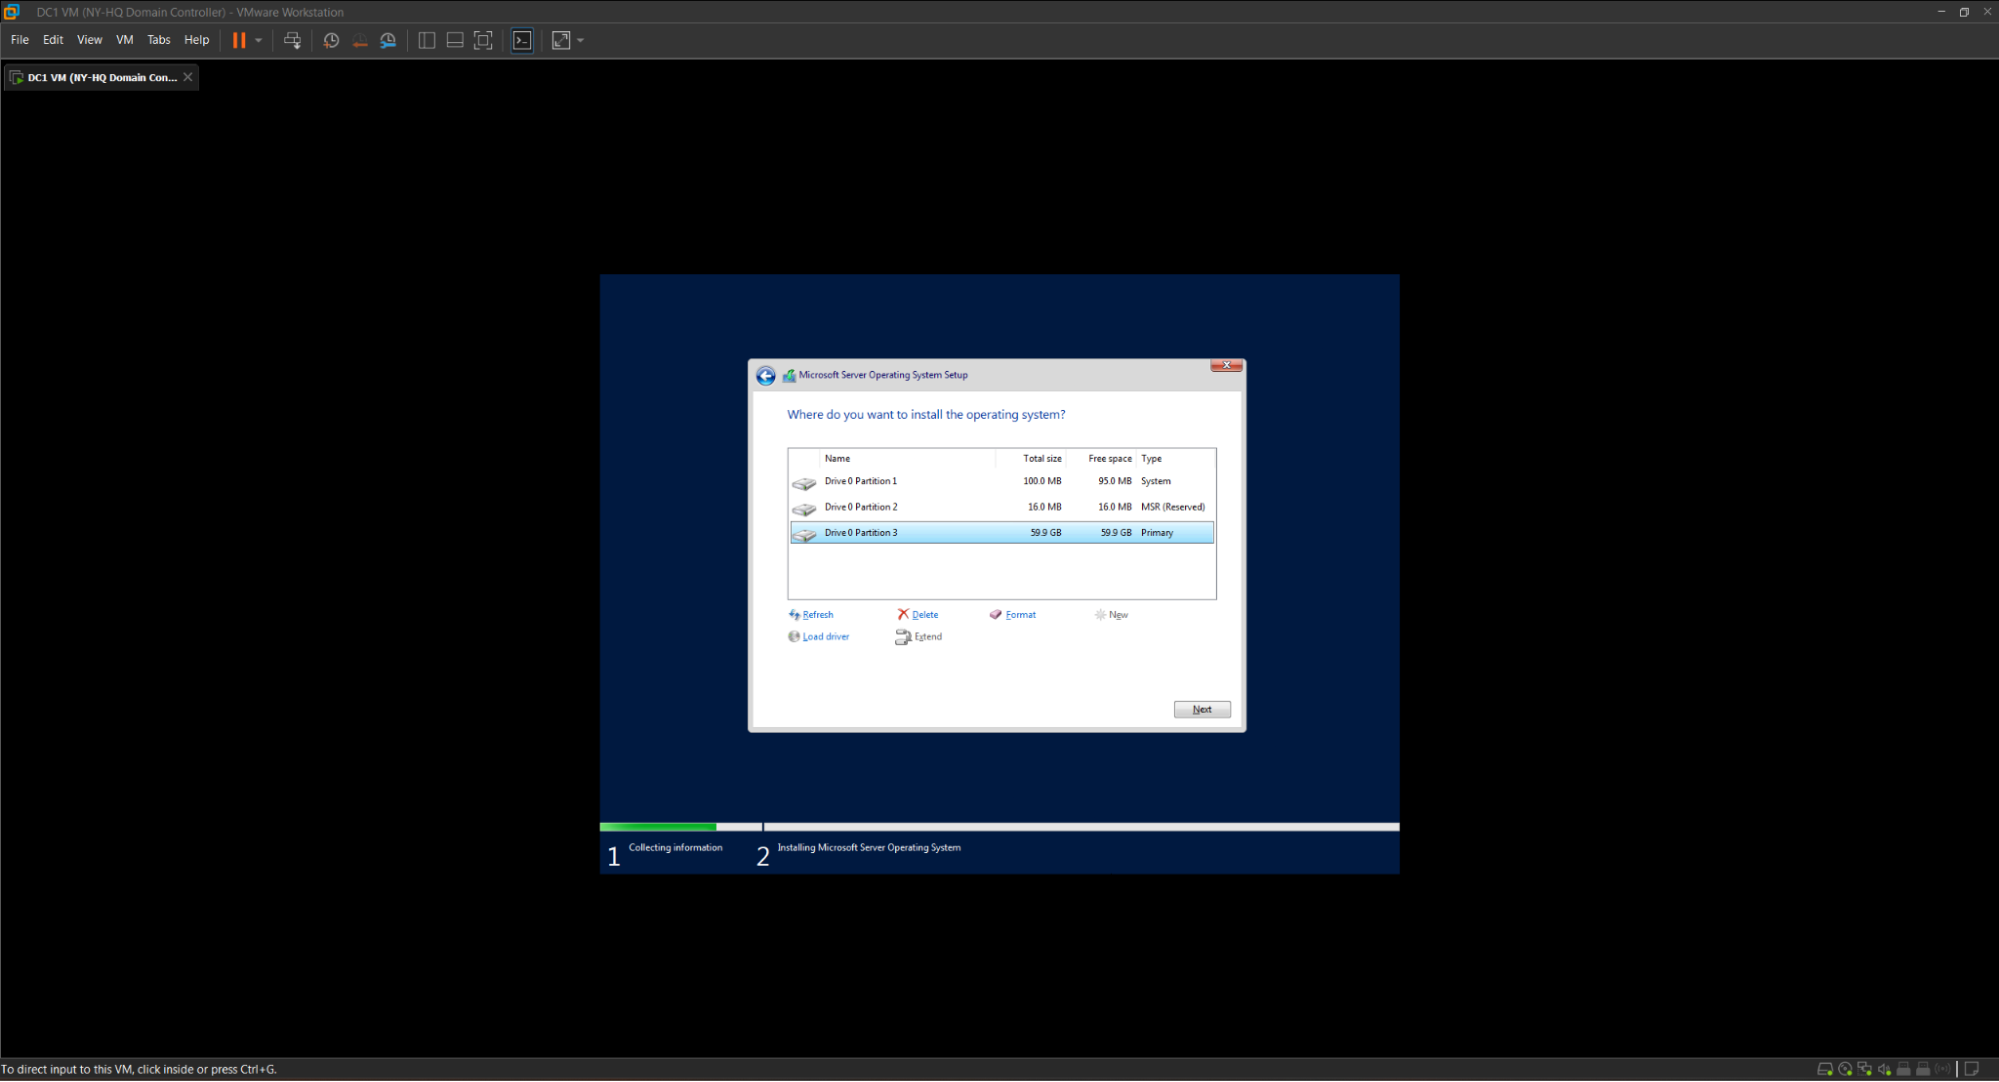 DC1 VM (NY-HQ Domain Controller) - VMware Workstation
File Edit View VM Tabs Help
DC1 VM (NY-HQ Domain Con...
Microsoft Server Operating System Setup
Where do you want to install the operating system?
Name Total size Free space Type
Drive 0 Partition 1 100.0 MB 95.0 MB System
Drive 0 Partition 2 16.0 MB 16.0 MB MSR (Reserved)
Drive 0 Partition 3 59.9 GB 59.9 GB Primary
Refresh Delete Format New
Load driver Extend
Next
1 Collecting information 2 Installing Microsoft Server Operating System
To direct input to this VM, click inside or press Ctrl+G.